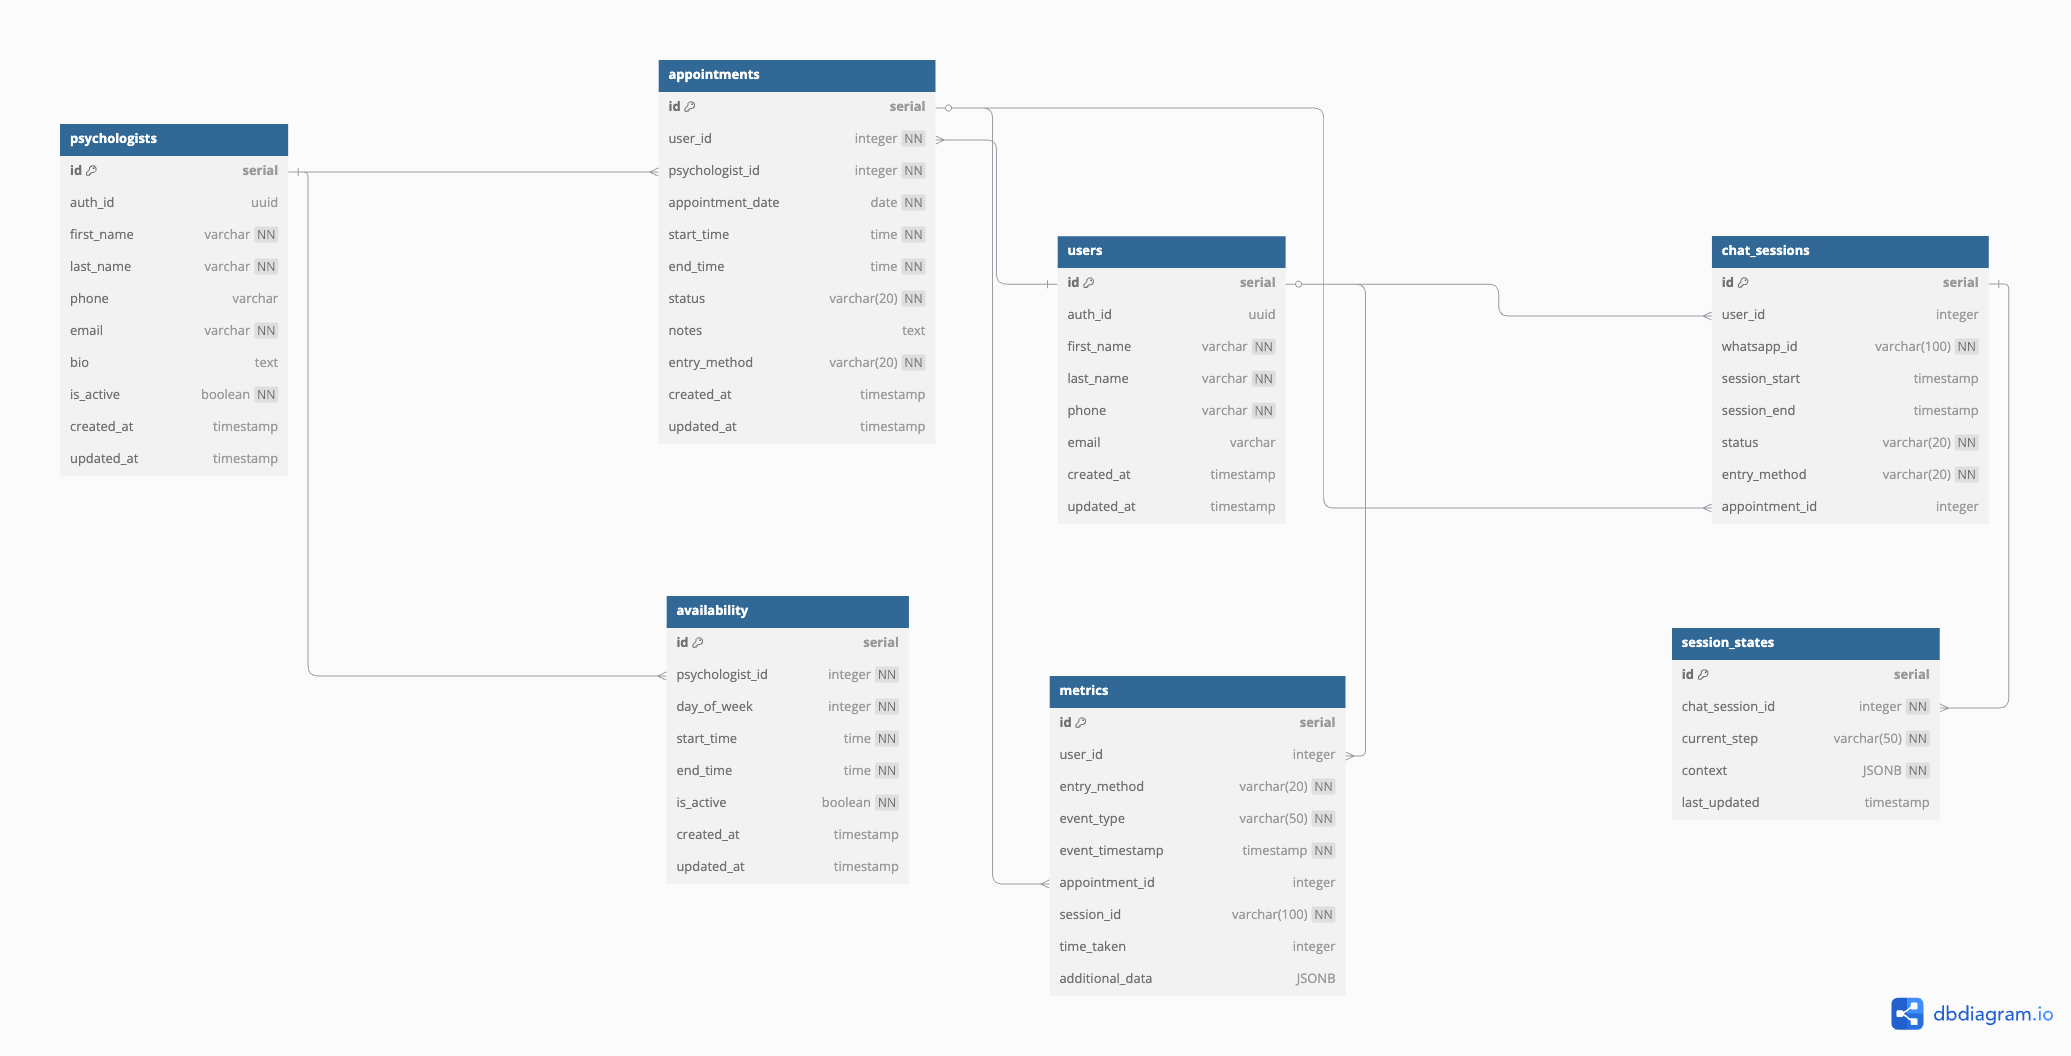 psychologists
id serial
auth_id uuid
first_name varchar NN
last_name varchar NN
phone varchar
email varchar NN
bio text
is_active boolean NN
created_at timestamp
updated_at timestamp
appointments
id serial
user_id integer NN
psychologist_id integer NN
appointment_date date NN
start_time time NN
end_time time NN
status varchar(20) NN
notes text
entry_method varchar(20) NN
created_at timestamp
updated_at timestamp
users
id serial
auth_id uuid
first_name varchar NN
last_name varchar NN
phone varchar NN
email varchar
created_at timestamp
updated_at timestamp
chat_sessions
id serial
user_id integer
whatsapp_id varchar(100) NN
session_start timestamp
session_end timestamp
status varchar(20) NN
entry_method varchar(20) NN
appointment_id integer
availability
id serial
psychologist_id integer NN
day_of_week integer NN
start_time time NN
end_time time NN
is_active boolean NN
created_at timestamp
updated_at timestamp
metrics
id serial
user_id integer
entry_method varchar(20) NN
event_type varchar(50) NN
event_timestamp timestamp NN
appointment_id integer
session_id varchar(100) NN
time_taken integer
additional_data JSONB
session_states
id serial
chat_session_id integer NN
current_step varchar(50) NN
context JSONB NN
last_updated timestamp
dbdiagram.io